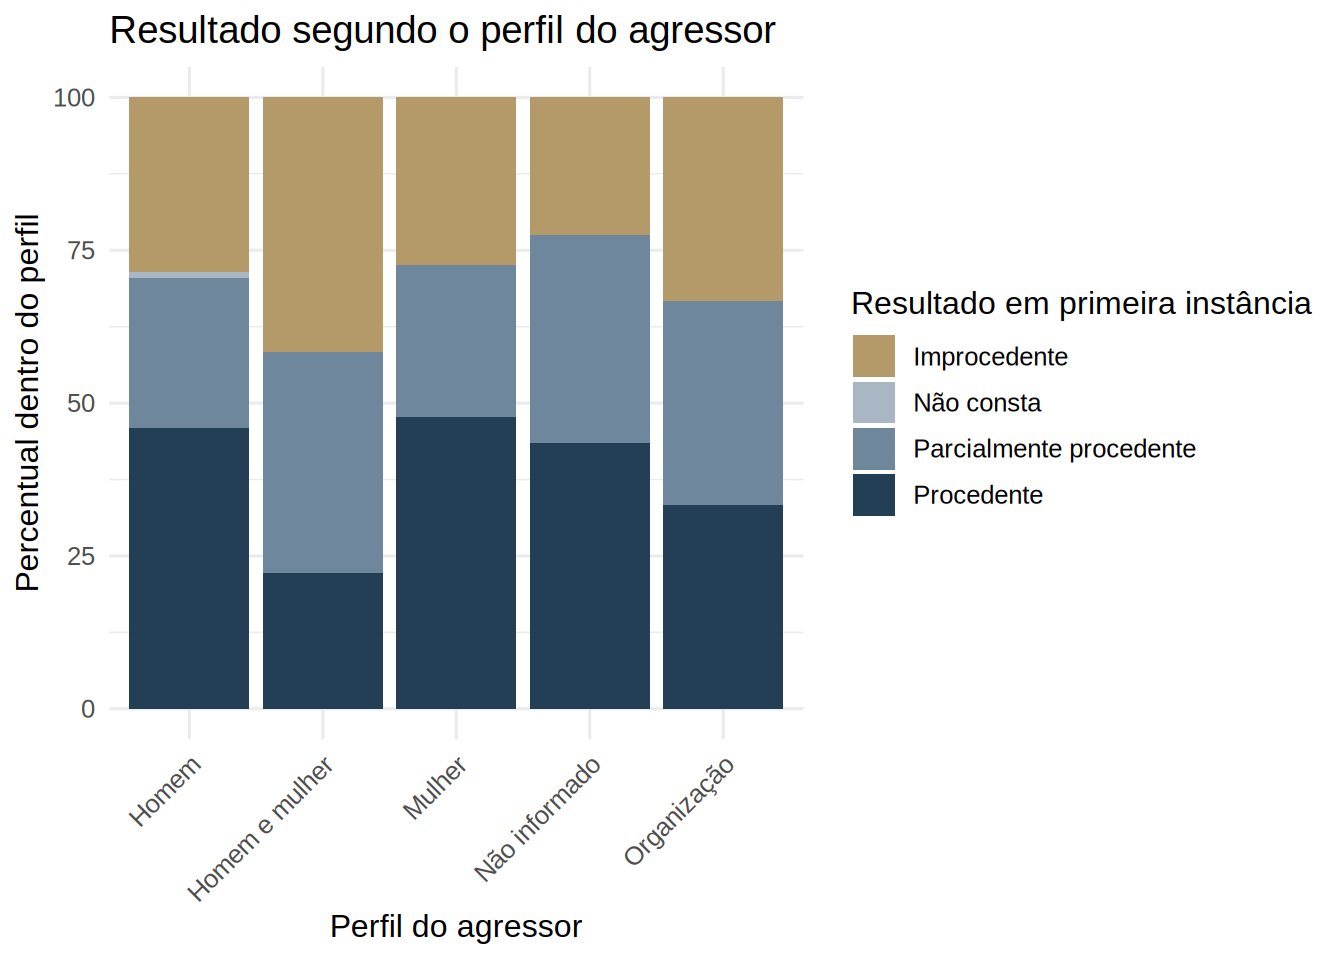 Resultado segundo o perfil do agressor
Percentual dentro do perfil
100
75
50
25
0
Homem
Homem e mulher
Mulher
Não informado
Organização
Perfil do agressor
Resultado em primeira instância
Improcedente
Não consta
Parcialmente procedente
Procedente